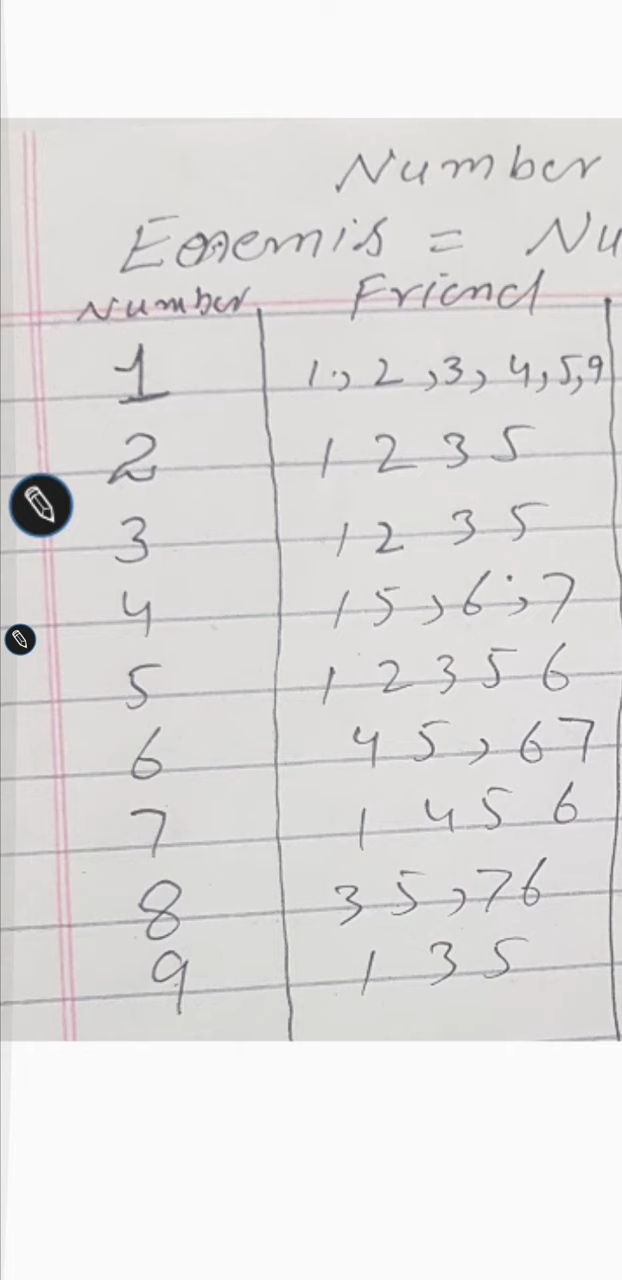 Number
Enemis = Nu
Number Friend
1 1, 2, 3, 4, 5, 9
2 1 2 3 5
3 1 2 3 5
4 1 5, 6, 7
5 1 2 3 5 6
6 4 5, 6 7
7 1 4 5 6
8 3 5, 7 6
9 1 3 5